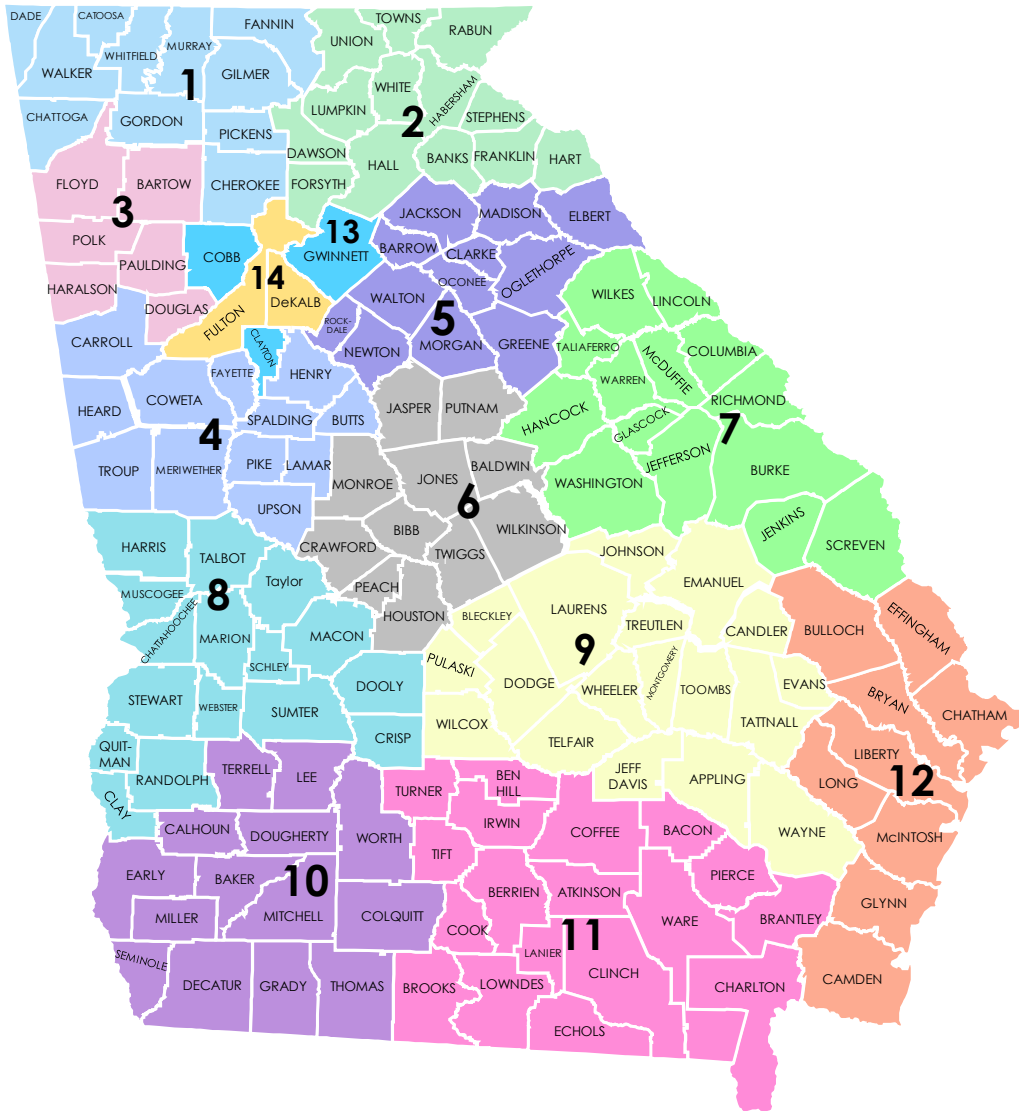 DADE
CATOOSA
WHITFIELD
MURRAY
FANNIN
WALKER
GILMER
1
CHATTOGA
GORDON
PICKENS
CHEROKEE
TOWNS
UNION
RABUN
WHITE
HABERSHAM
LUMPKIN
2
STEPHENS
DAWSON
HALL
BANKS
FRANKLIN
HART
FORSYTH
FLOYD
BARTOW
3
POLK
PAULDING
HARALSON
DOUGLAS
13
COBB
GWINNETT
CLAYTON
14
DeKALB
FULTON
JACKSON
MADISON
ELBERT
BARROW
CLARKE
OCONEE
OGLETHORPE
WALTON
5
ROCK-
DALE
NEWTON
MORGAN
GREENE
CARROLL
FAYETTE
HENRY
HEARD
COWETA
SPALDING
BUTTS
4
TROUP
MERIWETHER
PIKE
LAMAR
UPSON
JASPER
PUTNAM
MONROE
JONES
BALDWIN
6
BIBB
WILKINSON
CRAWFORD
TWIGGS
PEACH
HOUSTON
WILKES
LINCOLN
TALIAFERRO
COLUMBIA
WARREN
McDUFFIE
RICHMOND
HANCOCK
GLASCOCK
7
JEFFERSON
WASHINGTON
BURKE
JENKINS
SCREVEN
HARRIS
TALBOT
Taylor
MUSCOGEE
8
CHATTAHOOCHEE
MARION
MACON
SCHLEY
DOOLY
STEWART
WEBSTER
SUMTER
CRISP
QUIT-
MAN
RANDOLPH
CLAY
JOHNSON
EMANUEL
LAURENS
BLECKLEY
TREUTLEN
CANDLER
9
PULASKI
DODGE
WHEELER
MONTGOMERY
TOOMBS
EVANS
WILCOX
TELFAIR
TATTNALL
JEFF
DAVIS
APPLING
WAYNE
BULLOCH
EFFINGHAM
BRYAN
CHATHAM
LIBERTY
LONG
12
McINTOSH
GLYNN
CAMDEN
TERRELL
LEE
CALHOUN
DOUGHERTY
WORTH
EARLY
BAKER
10
MILLER
MITCHELL
COLQUITT
SEMINOLE
DECATUR
GRADY
THOMAS
TURNER
BEN
HILL
IRWIN
COFFEE
BACON
TIFT
PIERCE
BERRIEN
ATKINSON
COOK
11
WARE
BRANTLEY
LANIER
CLINCH
BROOKS
LOWNDES
CHARLTON
ECHOLS